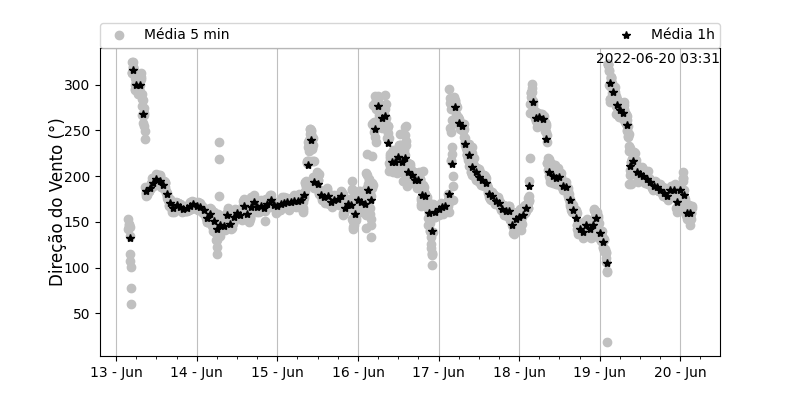 Média 5 min
Média 1h
2022-06-20 03:31
Direção do Vento (°)
300
250
200
150
100
50
13 - Jun
14 - Jun
15 - Jun
16 - Jun
17 - Jun
18 - Jun
19 - Jun
20 - Jun